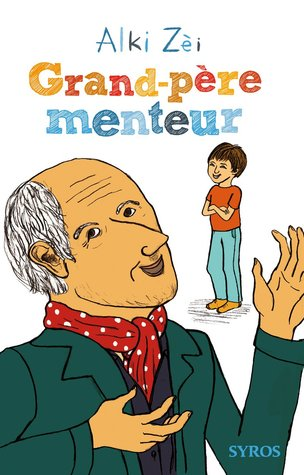 Alki Zèi
Grand-père
menteur
SYROS